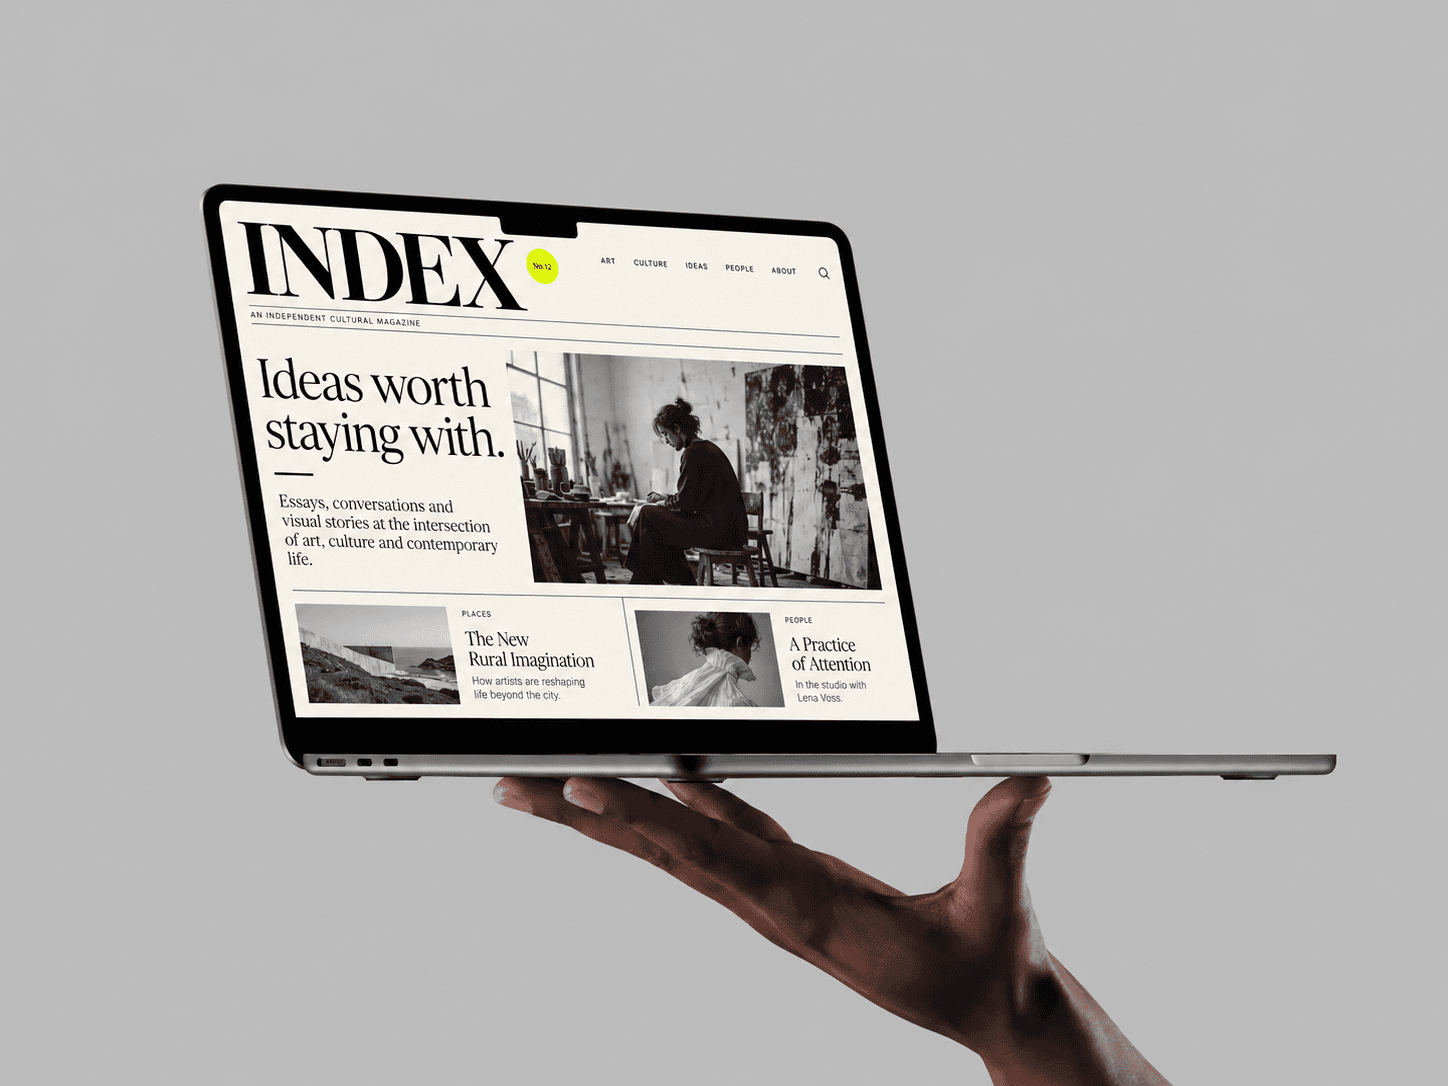 INDEX
No.12
ART CULTURE IDEAS PEOPLE ABOUT
AN INDEPENDENT CULTURAL MAGAZINE
Ideas worth
staying with.
Essays, conversations and
visual stories at the intersection
of art, culture and contemporary
life.
PLACES
The New
Rural Imagination
How artists are reshaping
life beyond the city.
PEOPLE
A Practice
of Attention
In the studio with
Lena Voss.